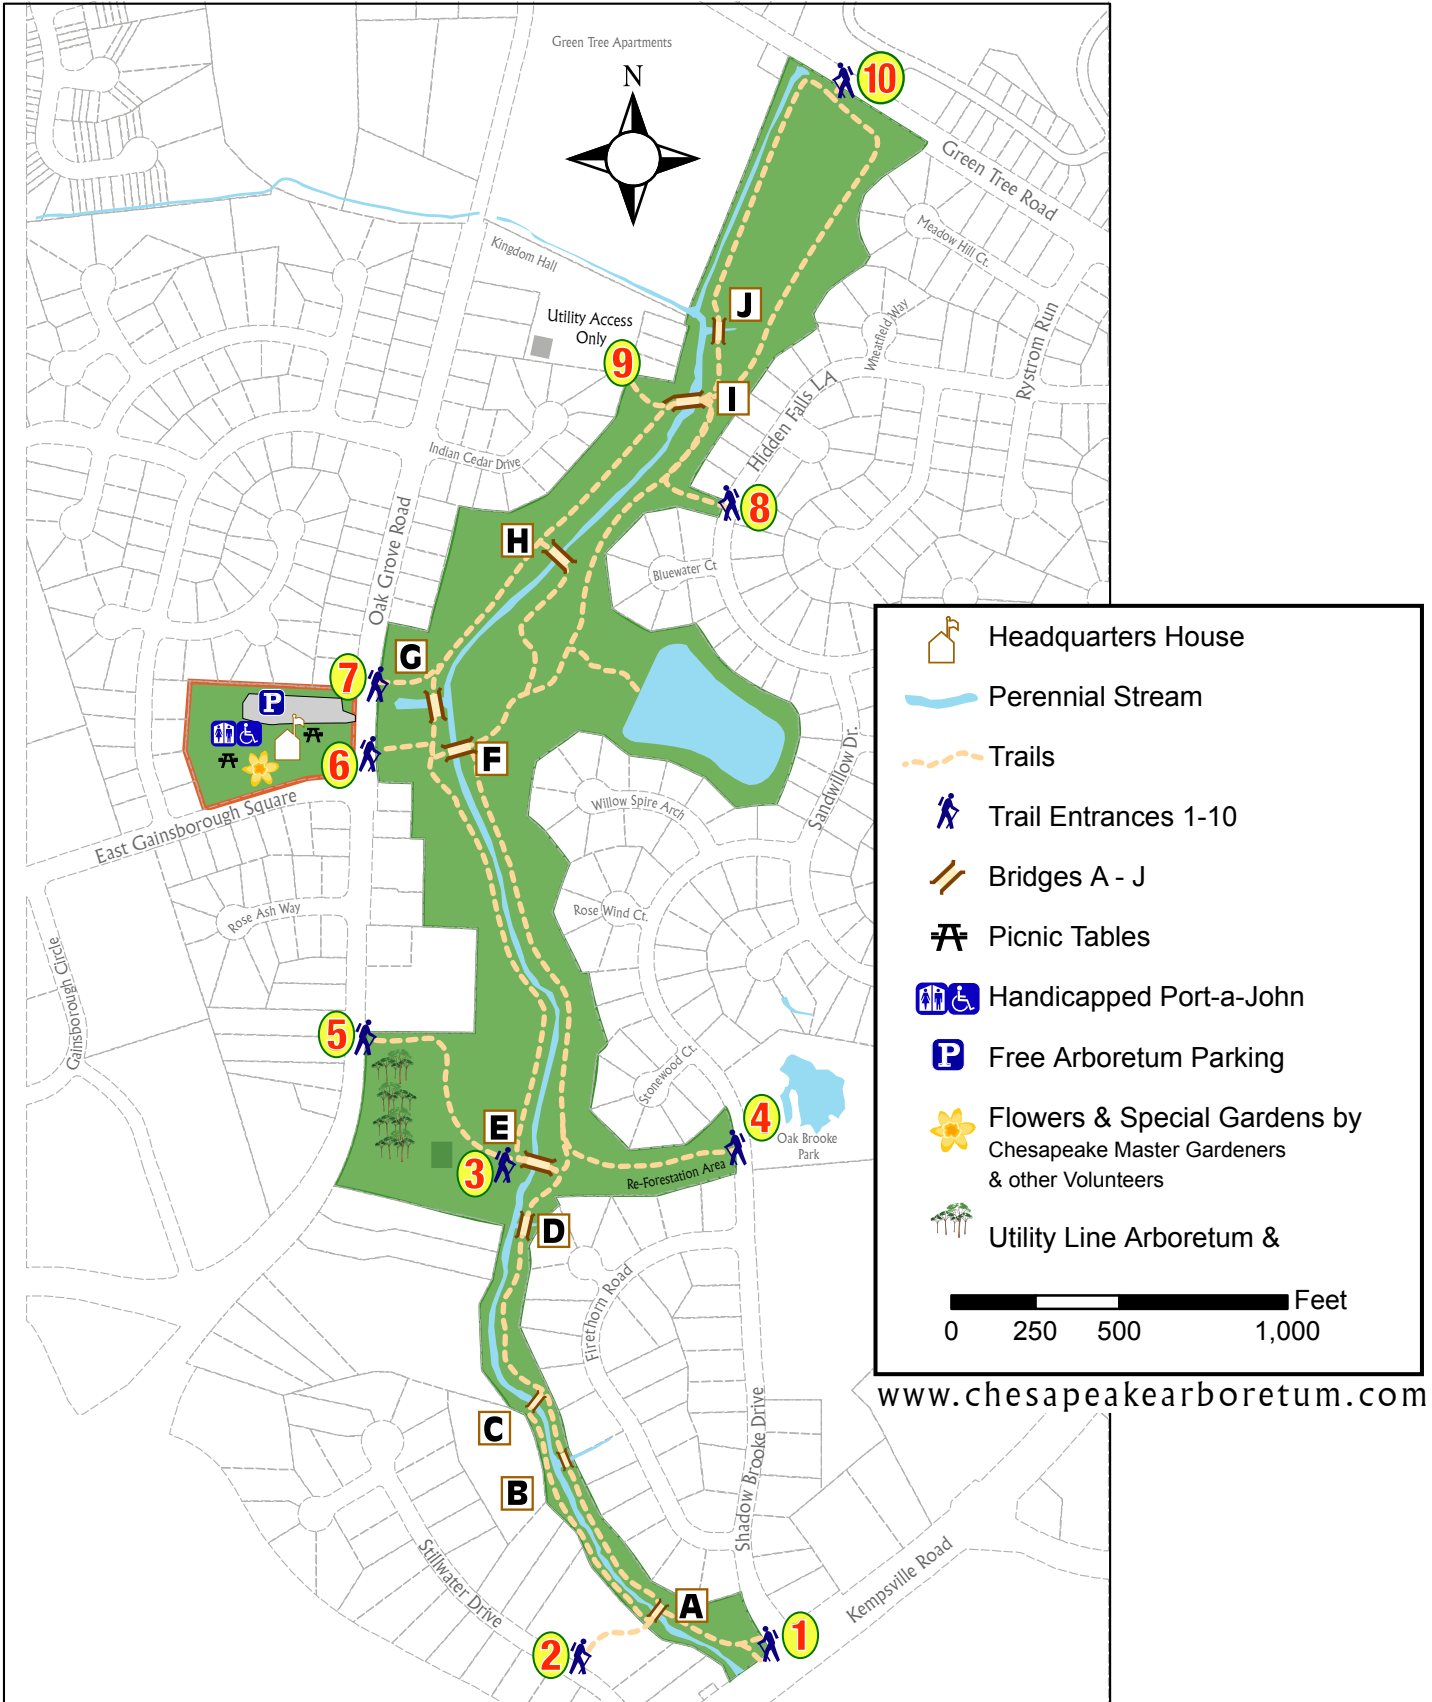 Green Tree Apartments
N
10
Green Tree Road
Meadow Hill Ct.
Kingdom Hall
Utility Access
Only
J
Wheatfield Way
Rystrom Run
9
I
Hidden Falls LA
Indian Cedar Drive
8
H
Oak Grove Road
Bluewater Ct
G
7
P
6
F
East Gainsborough Square
Willow Spire Arch
Sandwillow Dr.
Rose Ash Way
Rose Wind Ct.
Gainsborough Circle
5
Stonewood Ct.
4
Oak Brooke
Park
E
3
Re-Forestation Area
D
Firethorn Road
C
B
Shadow Brooke Drive
Stillwater Drive
Kempsville Road
A
1
2
Headquarters House
Perennial Stream
Trails
Trail Entrances 1-10
Bridges A - J
Picnic Tables
Handicapped Port-a-John
P Free Arboretum Parking
Flowers & Special Gardens by
Chesapeake Master Gardeners
& other Volunteers
Utility Line Arboretum &
Feet
0 250 500 1,000
www.chesapeakearboretum.com